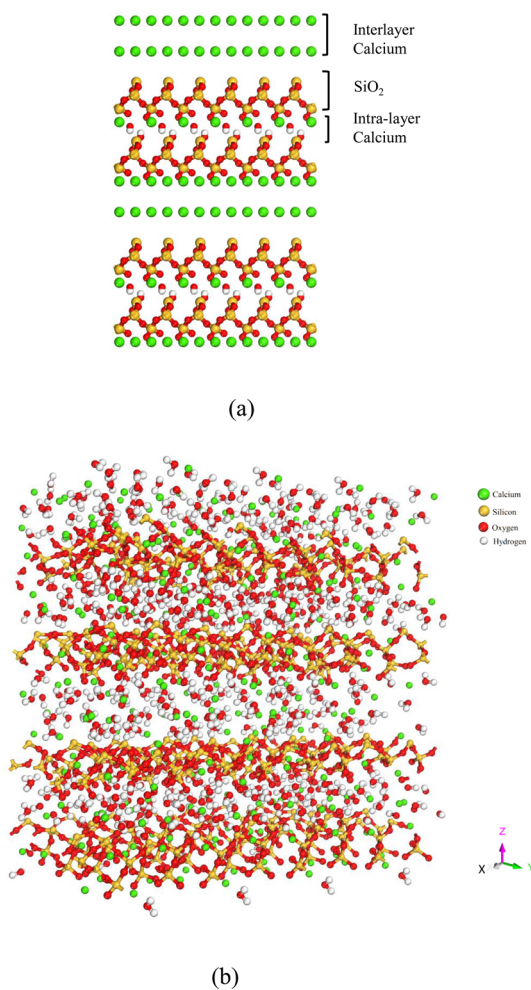 Interlayer
Calcium
SiO₂
Intra-layer
Calcium
(a)
Calcium
Silicon
Oxygen
Hydrogen
Z
X
Y
(b)